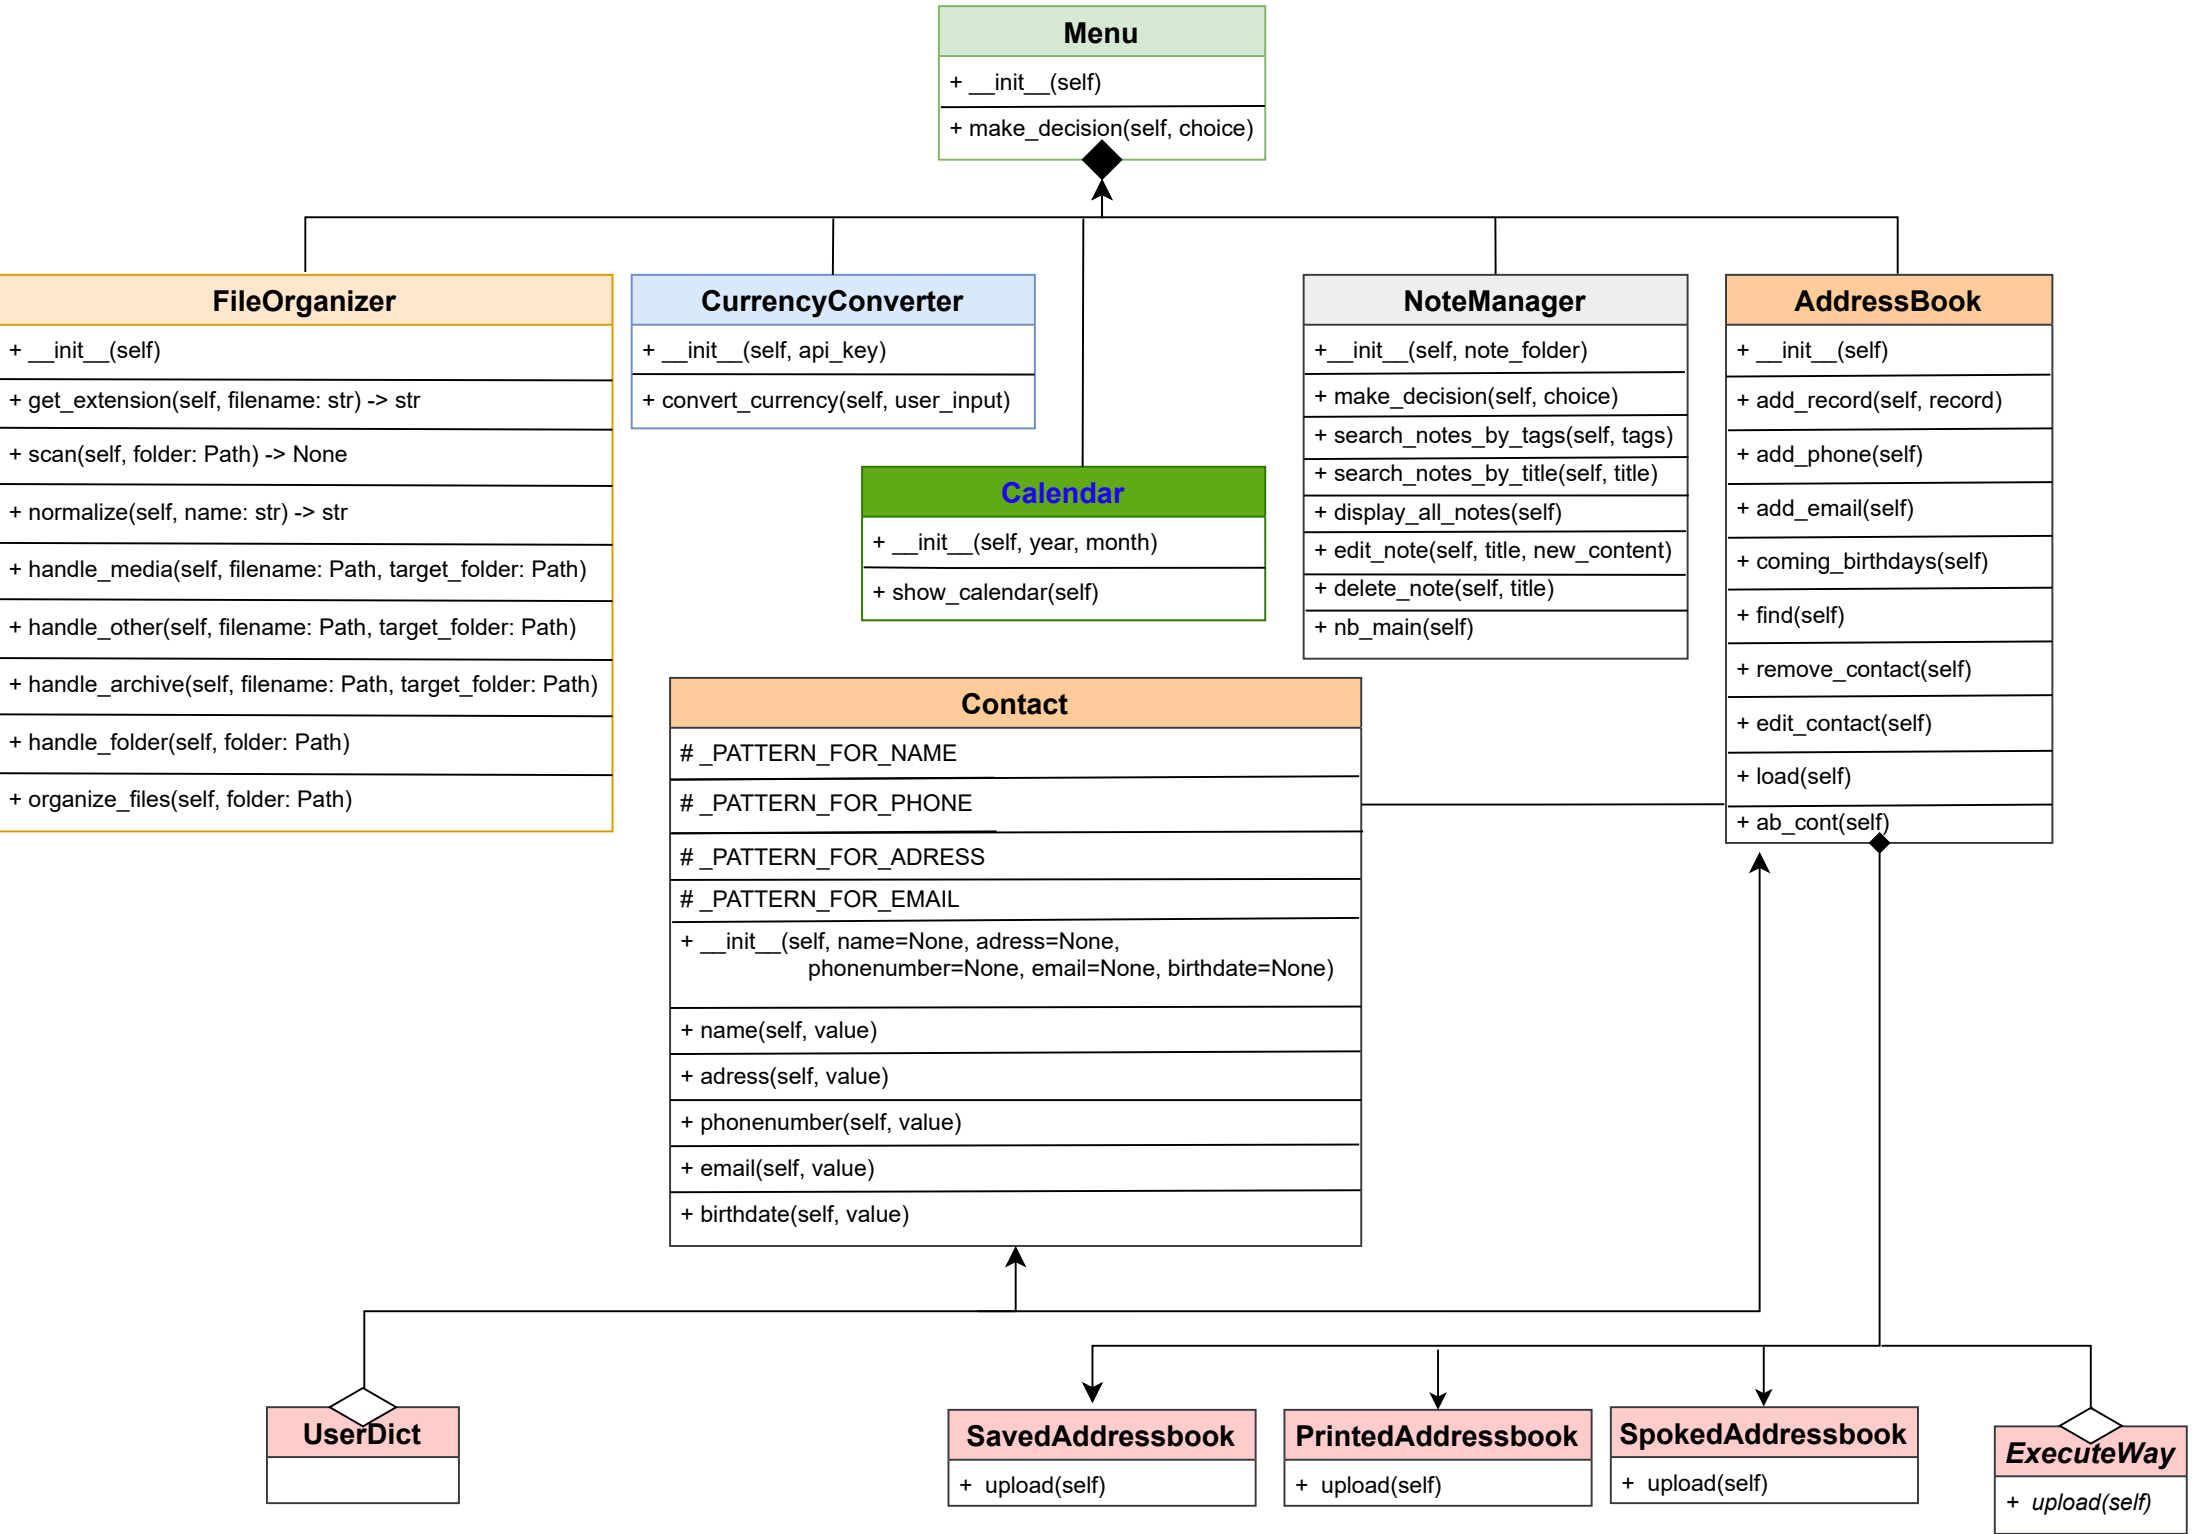 Menu
+ __init__(self)
+ make_decision(self, choice)
FileOrganizer
+ __init__(self)
+ get_extension(self, filename: str) -> str
+ scan(self, folder: Path) -> None
+ normalize(self, name: str) -> str
+ handle_media(self, filename: Path, target_folder: Path)
+ handle_other(self, filename: Path, target_folder: Path)
+ handle_archive(self, filename: Path, target_folder: Path)
+ handle_folder(self, folder: Path)
+ organize_files(self, folder: Path)
CurrencyConverter
+ __init__(self, api_key)
+ convert_currency(self, user_input)
Calendar
+ __init__(self, year, month)
+ show_calendar(self)
NoteManager
+__init__(self, note_folder)
+ make_decision(self, choice)
+ search_notes_by_tags(self, tags)
+ search_notes_by_title(self, title)
+ display_all_notes(self)
+ edit_note(self, title, new_content)
+ delete_note(self, title)
+ nb_main(self)
AddressBook
+ __init__(self)
+ add_record(self, record)
+ add_phone(self)
+ add_email(self)
+ coming_birthdays(self)
+ find(self)
+ remove_contact(self)
+ edit_contact(self)
+ load(self)
+ ab_cont(self)
Contact
# _PATTERN_FOR_NAME
# _PATTERN_FOR_PHONE
# _PATTERN_FOR_ADRESS
# _PATTERN_FOR_EMAIL
+ __init__(self, name=None, adress=None,
phonenumber=None, email=None, birthdate=None)
+ name(self, value)
+ adress(self, value)
+ phonenumber(self, value)
+ email(self, value)
+ birthdate(self, value)
UserDict
SavedAddressbook
+ upload(self)
PrintedAddressbook
+ upload(self)
SpokedAddressbook
+ upload(self)
ExecuteWay
+ upload(self)